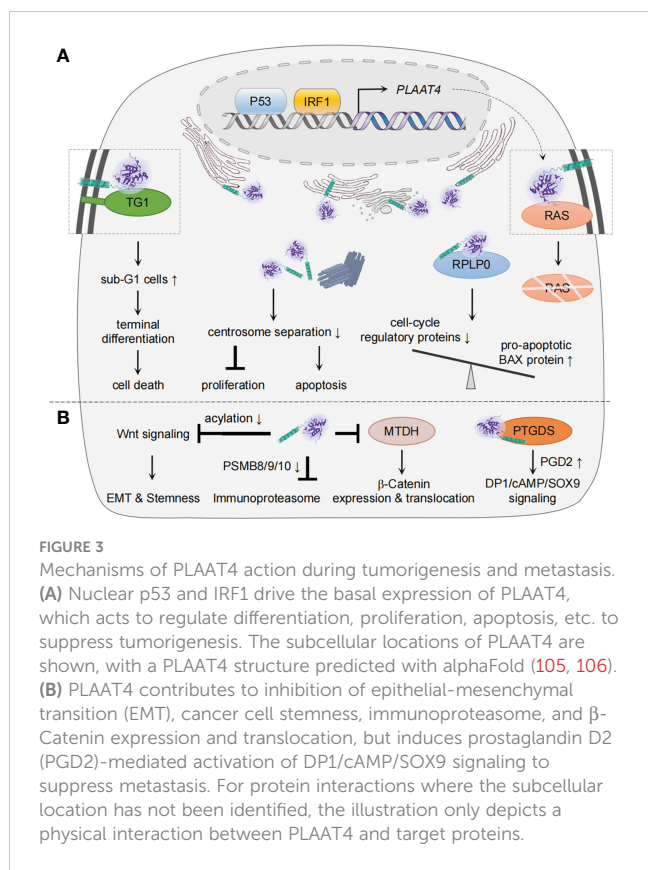 A
P53
IRF1
PLAAT4
TG1
RAS
RPLP0
sub-G1 cells ↑
RAS
terminal
differentiation
centrosome separation ↓
cell-cycle
regulatory proteins ↓
pro-apoptotic
BAX protein ↑
cell death
proliferation
apoptosis
B
acylation ↓
Wnt signaling
MTDH
PTGDS
PSMB8/9/10 ↓
PGD2 ↑
EMT & Stemness
Immunoproteasome
β-Catenin
expression & translocation
DP1/cAMP/SOX9
signaling
FIGURE 3
Mechanisms of PLAAT4 action during tumorigenesis and metastasis.
(A) Nuclear p53 and IRF1 drive the basal expression of PLAAT4,
which acts to regulate differentiation, proliferation, apoptosis, etc. to
suppress tumorigenesis. The subcellular locations of PLAAT4 are
shown, with a PLAAT4 structure predicted with alphaFold (105, 106).
(B) PLAAT4 contributes to inhibition of epithelial-mesenchymal
transition (EMT), cancer cell stemness, immunoproteasome, and β-
Catenin expression and translocation, but induces prostaglandin D2
(PGD2)-mediated activation of DP1/cAMP/SOX9 signaling to
suppress metastasis. For protein interactions where the subcellular
location has not been identified, the illustration only depicts a
physical interaction between PLAAT4 and target proteins.